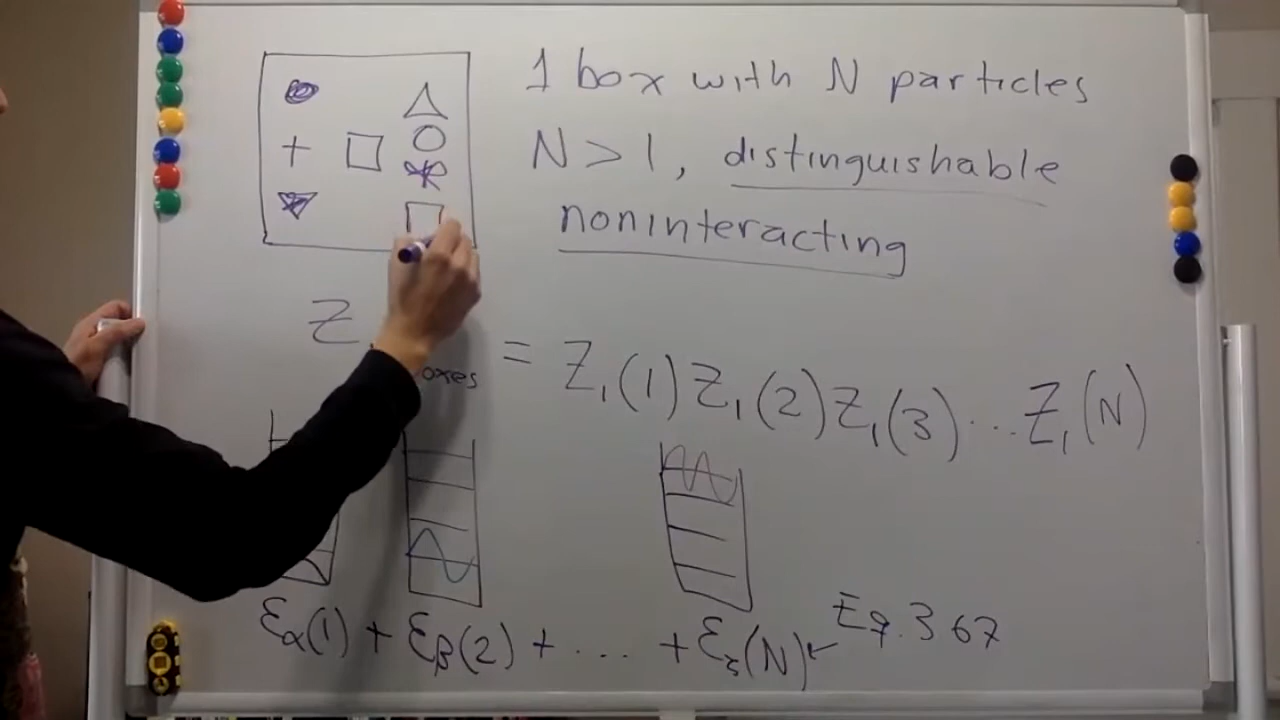 1 box with N particles
N > 1, distinguishable
noninteracting
Z = Z₁(1) Z₁(2) Z₁(3) ... Z₁(N)
oxes
εα(1) + εβ(2) + .... + εξ(N) ← Eq. 3 67